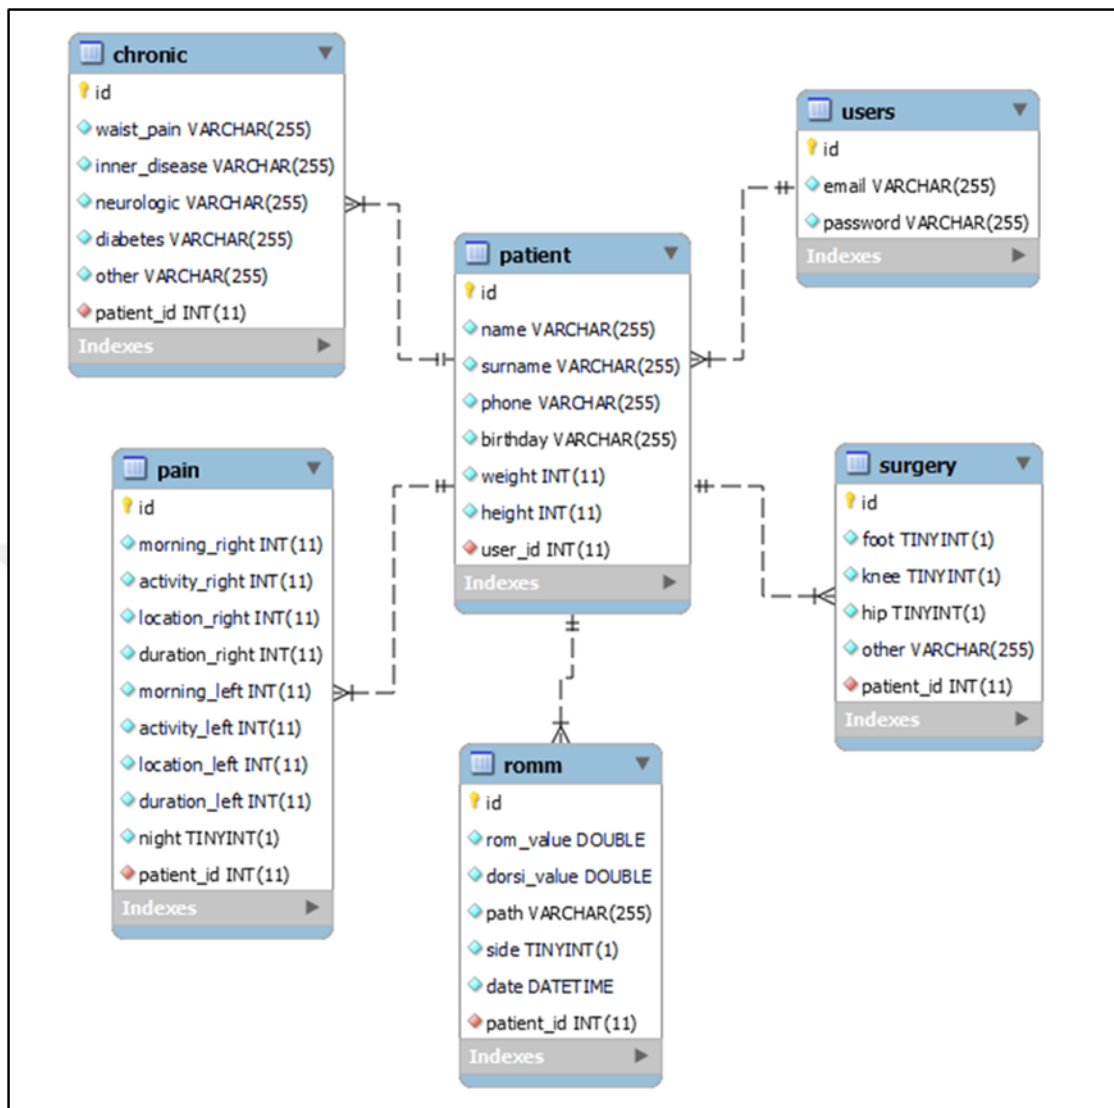 chronic
id
waist_pain VARCHAR(255)
inner_disease VARCHAR(255)
neurologic VARCHAR(255)
diabetes VARCHAR(255)
other VARCHAR(255)
patient_id INT(11)
Indexes
users
id
email VARCHAR(255)
password VARCHAR(255)
Indexes
patient
id
name VARCHAR(255)
surname VARCHAR(255)
phone VARCHAR(255)
birthday VARCHAR(255)
weight INT(11)
height INT(11)
user_id INT(11)
Indexes
pain
id
morning_right INT(11)
activity_right INT(11)
location_right INT(11)
duration_right INT(11)
morning_left INT(11)
activity_left INT(11)
location_left INT(11)
duration_left INT(11)
night TINYINT(1)
patient_id INT(11)
Indexes
surgery
id
foot TINYINT(1)
knee TINYINT(1)
hip TINYINT(1)
other VARCHAR(255)
patient_id INT(11)
Indexes
romm
id
rom_value DOUBLE
dorsi_value DOUBLE
path VARCHAR(255)
side TINYINT(1)
date DATETIME
patient_id INT(11)
Indexes